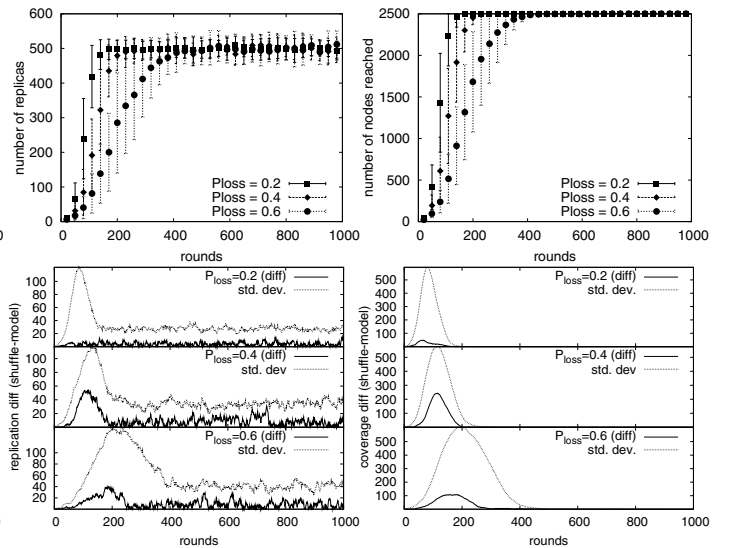 600
500
400
300
200
100
0
number of replicas
Ploss = 0.2
Ploss = 0.4
Ploss = 0.6
0 200 400 600 800 1000
rounds
2500
2000
1500
1000
500
0
number of nodes reached
Ploss = 0.2
Ploss = 0.4
Ploss = 0.6
0 200 400 600 800 1000
rounds
replication diff (shuffle-model)
100
80
60
40
20
Ploss=0.2 (diff)
std. dev.
100
80
60
40
20
Ploss=0.4 (diff)
std. dev
100
80
60
40
20
Ploss=0.6 (diff)
std. dev.
0 200 400 600 800 1000
rounds
coverage diff (shuffle-model)
500
400
300
200
100
Ploss=0.2 (diff)
std. dev.
500
400
300
200
100
Ploss=0.4 (diff)
std. dev.
500
400
300
200
100
Ploss=0.6 (diff)
std. dev.
0 200 400 600 800 1000
rounds